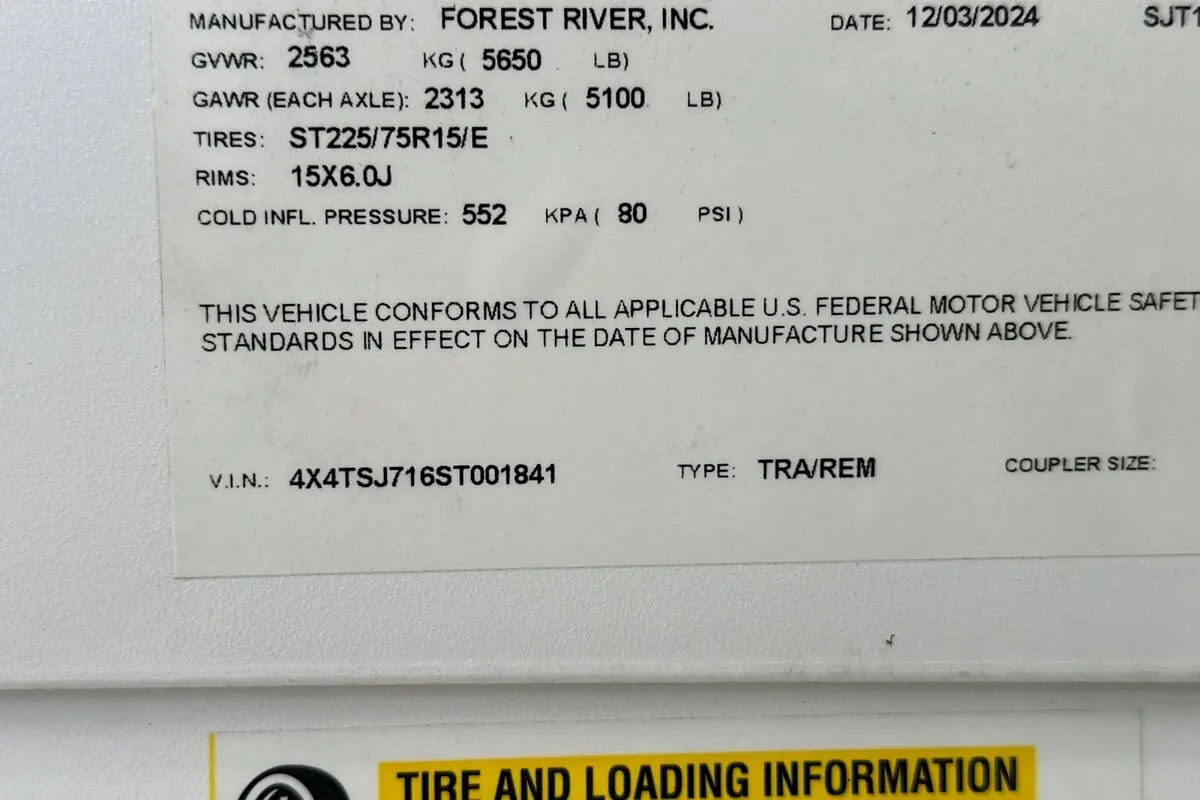 MANUFACTURED BY: FOREST RIVER, INC. DATE: 12/03/2024 SJT1
GVWR: 2563 KG ( 5650 LB)
GAWR (EACH AXLE): 2313 KG ( 5100 LB)
TIRES: ST225/75R15/E
RIMS: 15X6.0J
COLD INFL. PRESSURE: 552 KPA ( 80 PSI )
THIS VEHICLE CONFORMS TO ALL APPLICABLE U.S. FEDERAL MOTOR VEHICLE SAFET
STANDARDS IN EFFECT ON THE DATE OF MANUFACTURE SHOWN ABOVE.
V.I.N.: 4X4TSJ716ST001841 TYPE: TRA/REM COUPLER SIZE:
TIRE AND LOADING INFORMATION